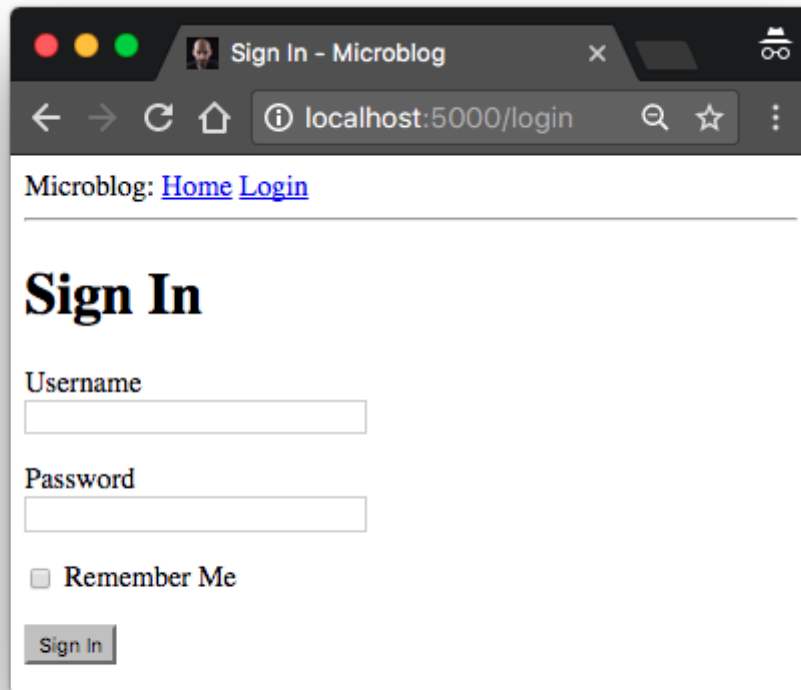 Sign In - Microblog
localhost:5000/login
Microblog: Home Login
Sign In
Username
Password
Remember Me
Sign In